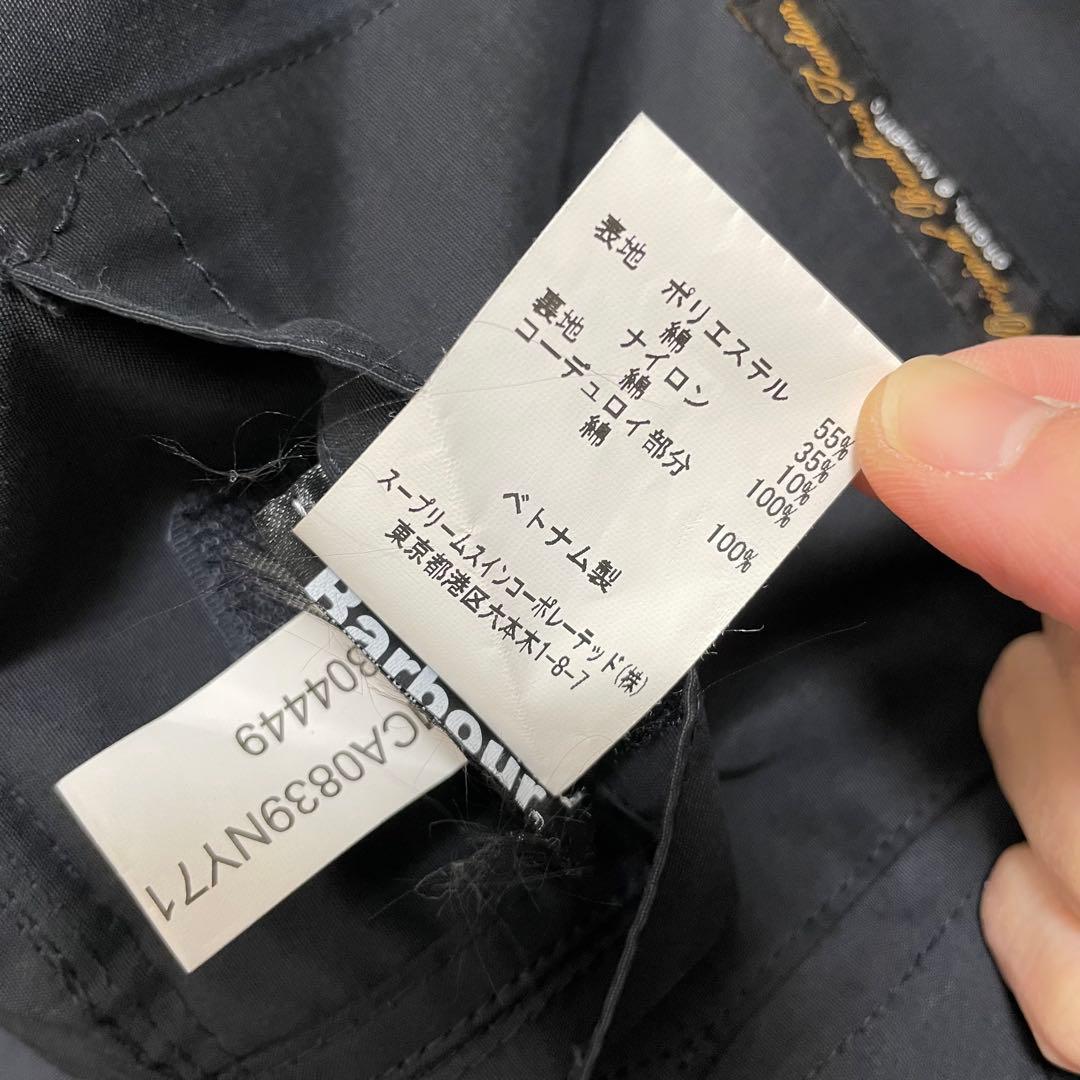 表地 ポリエステル 55%
綿 35%
ナイロン 10%
裏地 綿 100%
コーデュロイ部分
綿 100%
ベトナム製
スープリームスインコーポレーテッド(株)
東京都港区六本木1-8-7
Barbour
CA0839NY71
304449